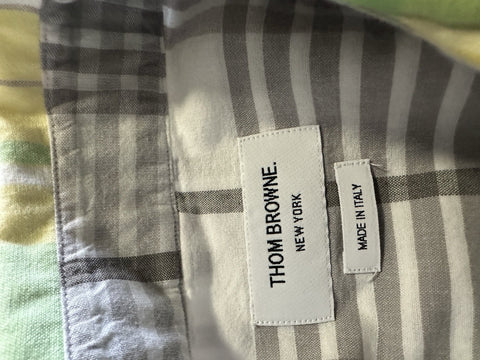 THOM BROWNE.
NEW YORK
MADE IN ITALY